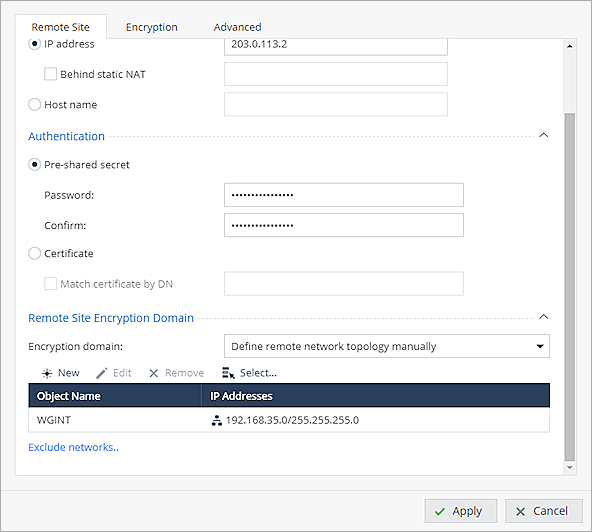 Remote Site Encryption Advanced
IP address 203.0.113.2
Behind static NAT
Host name
Authentication
Pre-shared secret
Password: ••••••••••••••••
Confirm: ••••••••••••••••
Certificate
Match certificate by DN
Remote Site Encryption Domain
Encryption domain: Define remote network topology manually
New Edit Remove Select...
Object Name IP Addresses
WGINT 192.168.35.0/255.255.255.0
Exclude networks..
Apply Cancel